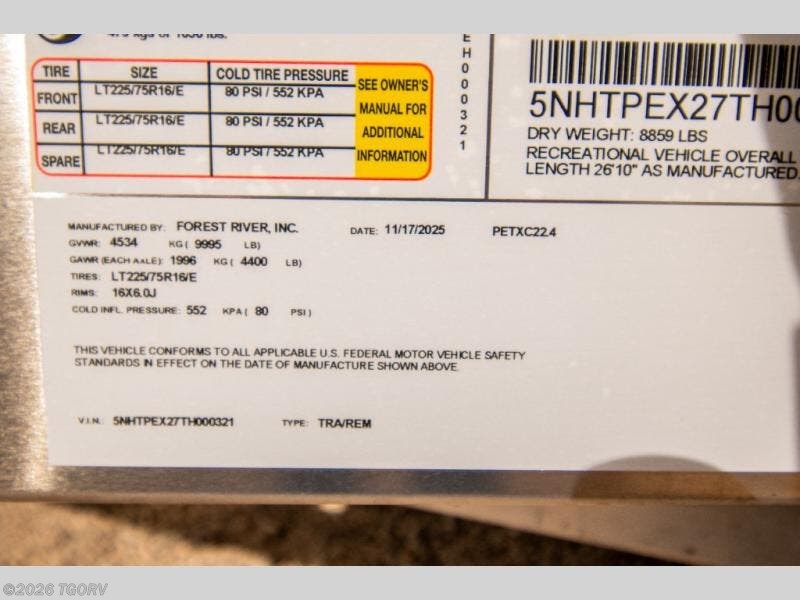 479 kgs or 1056 lbs.
TIRE SIZE COLD TIRE PRESSURE
FRONT LT225/75R16/E 80 PSI / 552 KPA
REAR LT225/75R16/E 80 PSI / 552 KPA
SPARE LT225/75R16/E 80 PSI / 552 KPA
SEE OWNER'S
MANUAL FOR
ADDITIONAL
INFORMATION
EH000321
5NHTPEX27TH00
DRY WEIGHT: 8859 LBS
RECREATIONAL VEHICLE OVERALL
LENGTH 26'10" AS MANUFACTURED.
MANUFACTURED BY: FOREST RIVER, INC. DATE: 11/17/2025 PETXC22.4
GVWR: 4534 KG ( 9995 LB)
GAWR (EACH AXLE): 1996 KG ( 4400 LB)
TIRES: LT225/75R16/E
RIMS: 16X6.0J
COLD INFL. PRESSURE: 552 KPA ( 80 PSI )
THIS VEHICLE CONFORMS TO ALL APPLICABLE U.S. FEDERAL MOTOR VEHICLE SAFETY
STANDARDS IN EFFECT ON THE DATE OF MANUFACTURE SHOWN ABOVE.
V.I.N.: 5NHTPEX27TH000321 TYPE: TRA/REM
©2026 TGORV